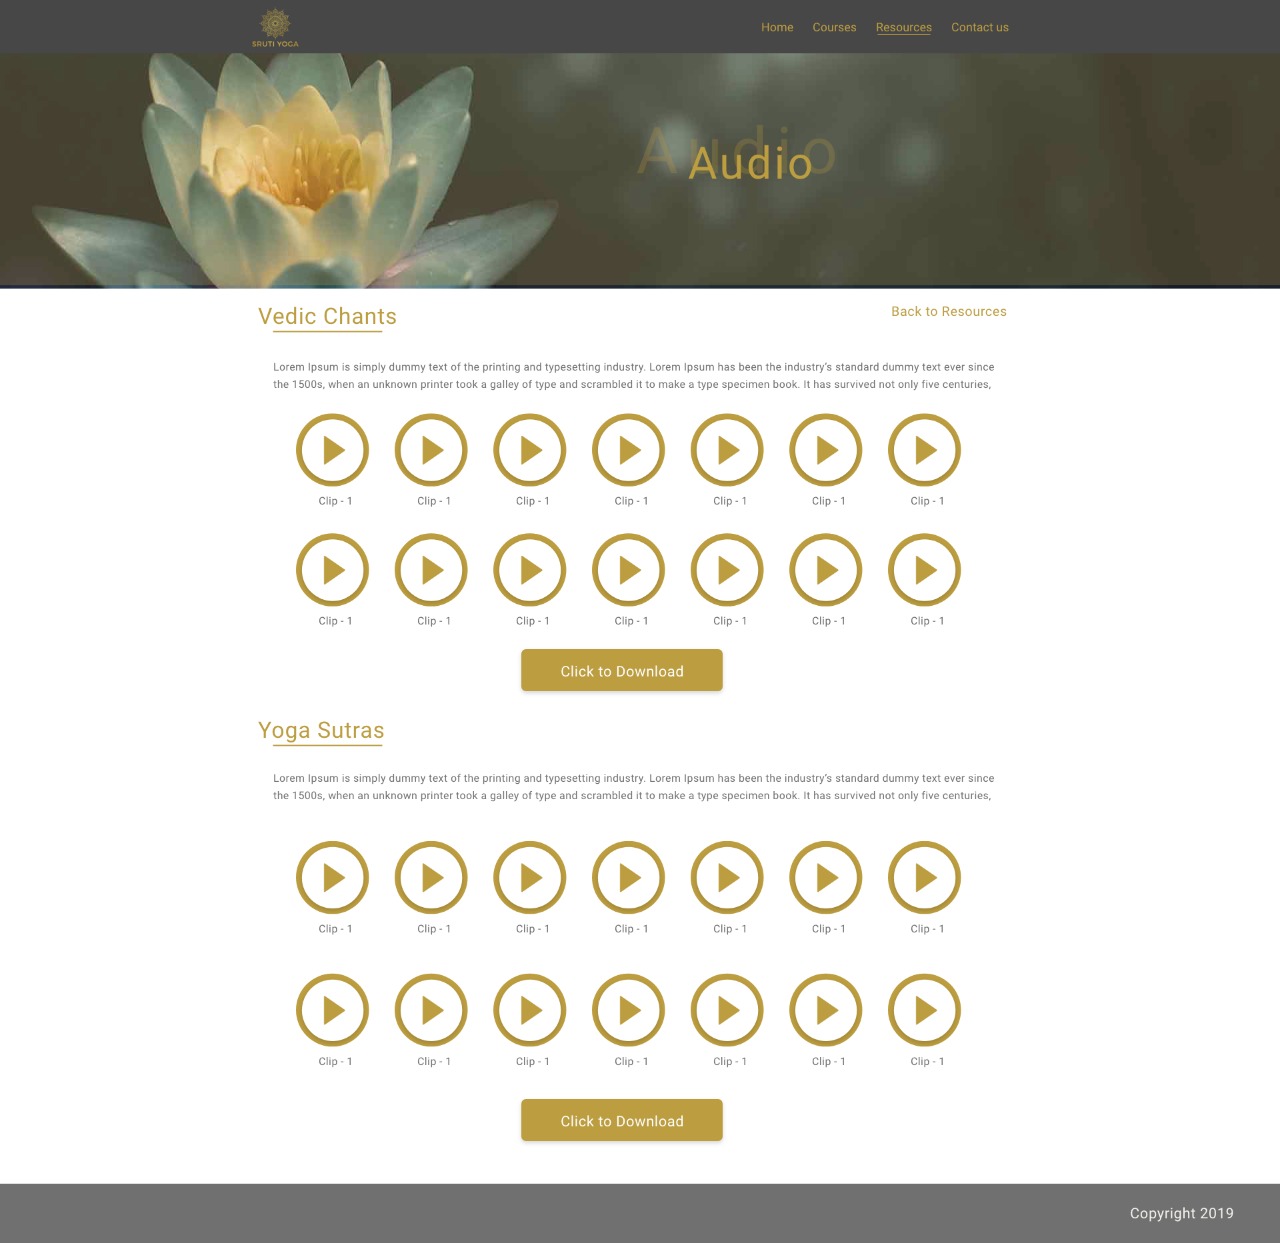 SRUTI YOGA
Home Courses Resources Contact us
Audio
Audio
Vedic Chants
Back to Resources
Lorem Ipsum is simply dummy text of the printing and typesetting industry. Lorem Ipsum has been the industry's standard dummy text ever since
the 1500s, when an unknown printer took a galley of type and scrambled it to make a type specimen book. It has survived not only five centuries,
Clip - 1 Clip - 1 Clip - 1 Clip - 1 Clip - 1 Clip - 1 Clip - 1
Clip - 1 Clip - 1 Clip - 1 Clip - 1 Clip - 1 Clip - 1 Clip - 1
Click to Download
Yoga Sutras
Lorem Ipsum is simply dummy text of the printing and typesetting industry. Lorem Ipsum has been the industry's standard dummy text ever since
the 1500s, when an unknown printer took a galley of type and scrambled it to make a type specimen book. It has survived not only five centuries,
Clip - 1 Clip - 1 Clip - 1 Clip - 1 Clip - 1 Clip - 1 Clip - 1
Clip - 1 Clip - 1 Clip - 1 Clip - 1 Clip - 1 Clip - 1 Clip - 1
Click to Download
Copyright 2019